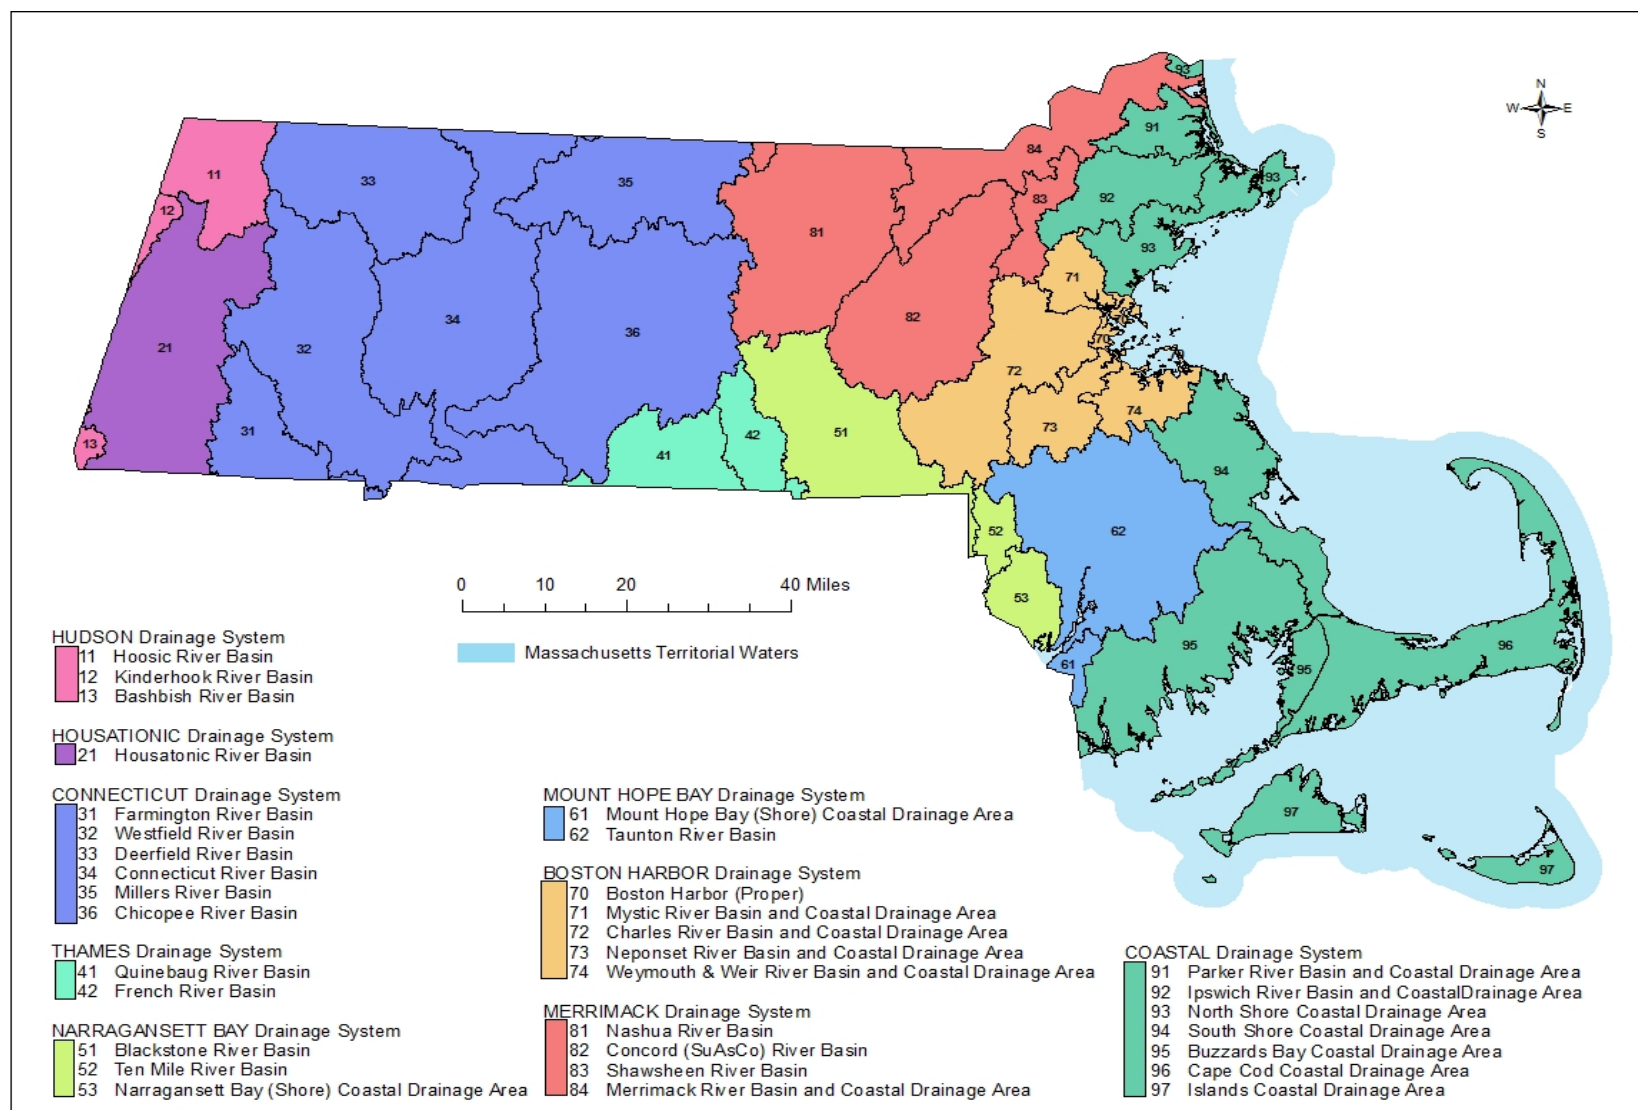 N
W E
S
93
91
84
11
33
35
93
83
12
92
81
93
71
82
70
34
36
70
70
32
21
72
74
31
73
13
42
51
41
94
52
62
0 10 20 40 Miles
53
95
96
61
95
Massachusetts Territorial Waters
97
97
HUDSON Drainage System
11 Hoosic River Basin
12 Kinderhook River Basin
13 Bashbish River Basin
HOUSATIONIC Drainage System
21 Housatonic River Basin
CONNECTICUT Drainage System
31 Farmington River Basin
32 Westfield River Basin
33 Deerfield River Basin
34 Connecticut River Basin
35 Millers River Basin
36 Chicopee River Basin
THAMES Drainage System
41 Quinebaug River Basin
42 French River Basin
NARRAGANSETT BAY Drainage System
51 Blackstone River Basin
52 Ten Mile River Basin
53 Narragansett Bay (Shore) Coastal Drainage Area
MOUNT HOPE BAY Drainage System
61 Mount Hope Bay (Shore) Coastal Drainage Area
62 Taunton River Basin
BOSTON HARBOR Drainage System
70 Boston Harbor (Proper)
71 Mystic River Basin and Coastal Drainage Area
72 Charles River Basin and Coastal Drainage Area
73 Neponset River Basin and Coastal Drainage Area
74 Weymouth & Weir River Basin and Coastal Drainage Area
MERRIMACK Drainage System
81 Nashua River Basin
82 Concord (SuAsCo) River Basin
83 Shawsheen River Basin
84 Merrimack River Basin and Coastal Drainage Area
COASTAL Drainage System
91 Parker River Basin and Coastal Drainage Area
92 Ipswich River Basin and CoastalDrainage Area
93 North Shore Coastal Drainage Area
94 South Shore Coastal Drainage Area
95 Buzzards Bay Coastal Drainage Area
96 Cape Cod Coastal Drainage Area
97 Islands Coastal Drainage Area